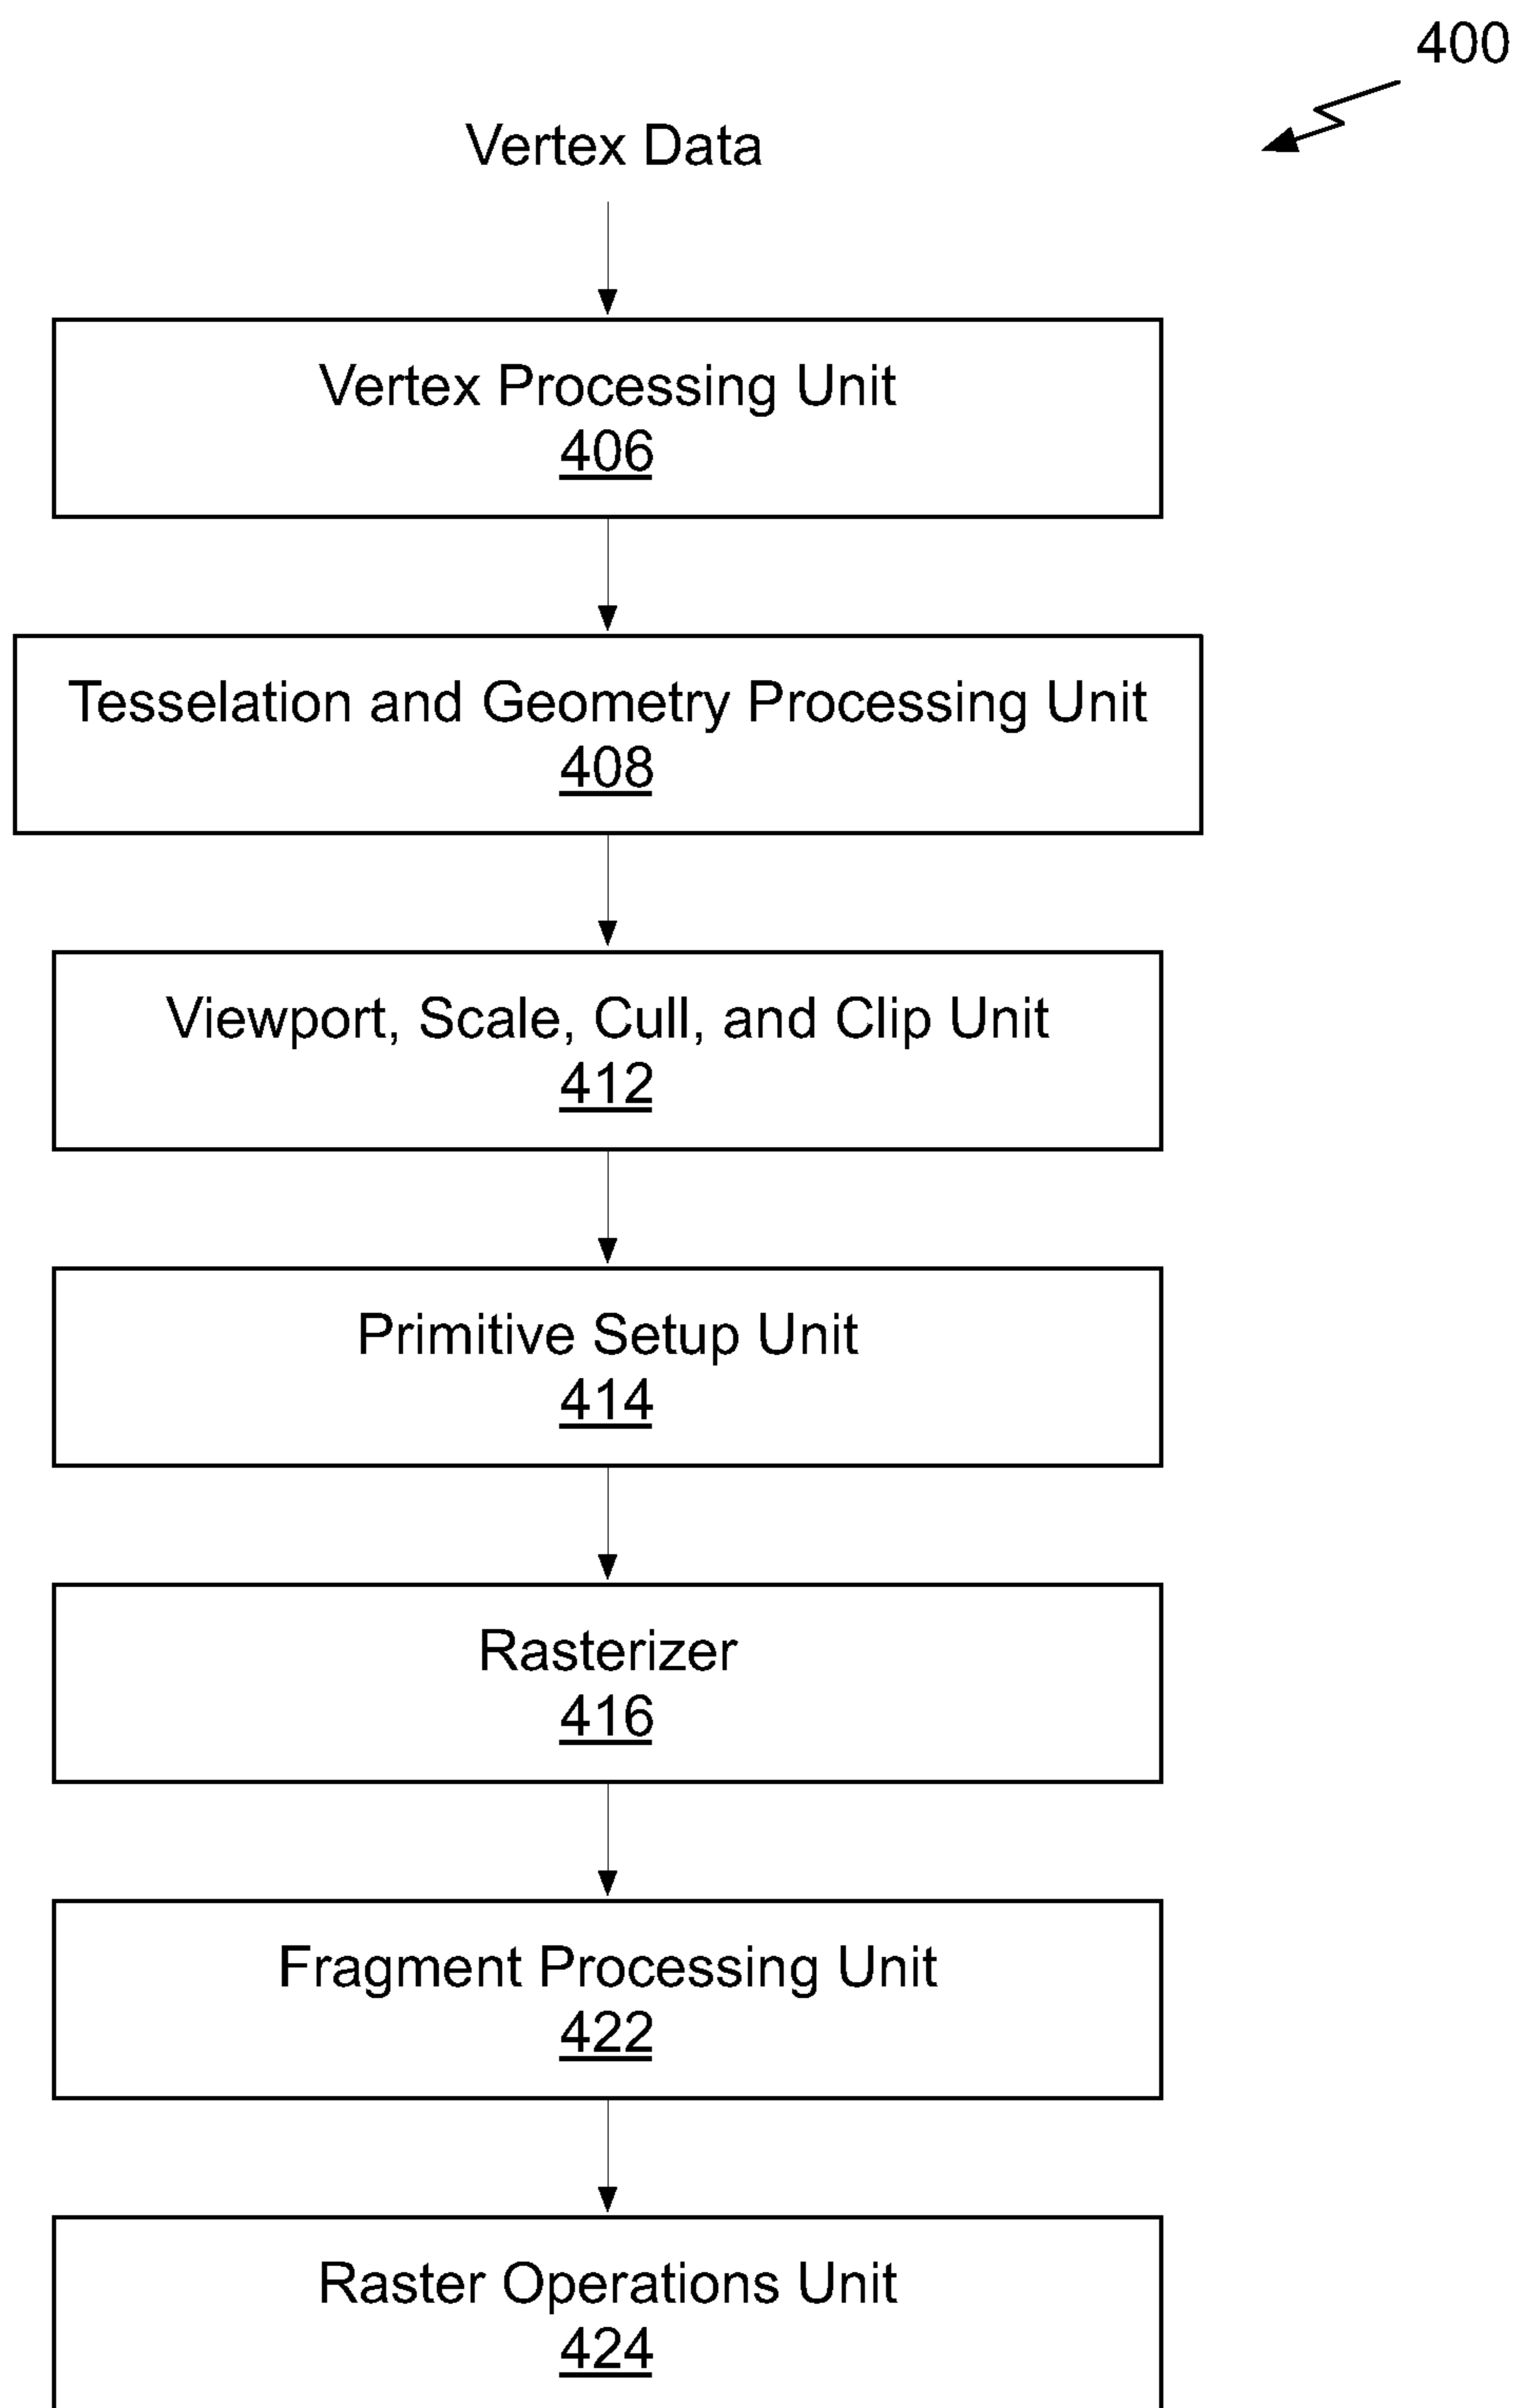 400
Vertex Data
Vertex Processing Unit
406
Tesselation and Geometry Processing Unit
408
Viewport, Scale, Cull, and Clip Unit
412
Primitive Setup Unit
414
Rasterizer
416
Fragment Processing Unit
422
Raster Operations Unit
424